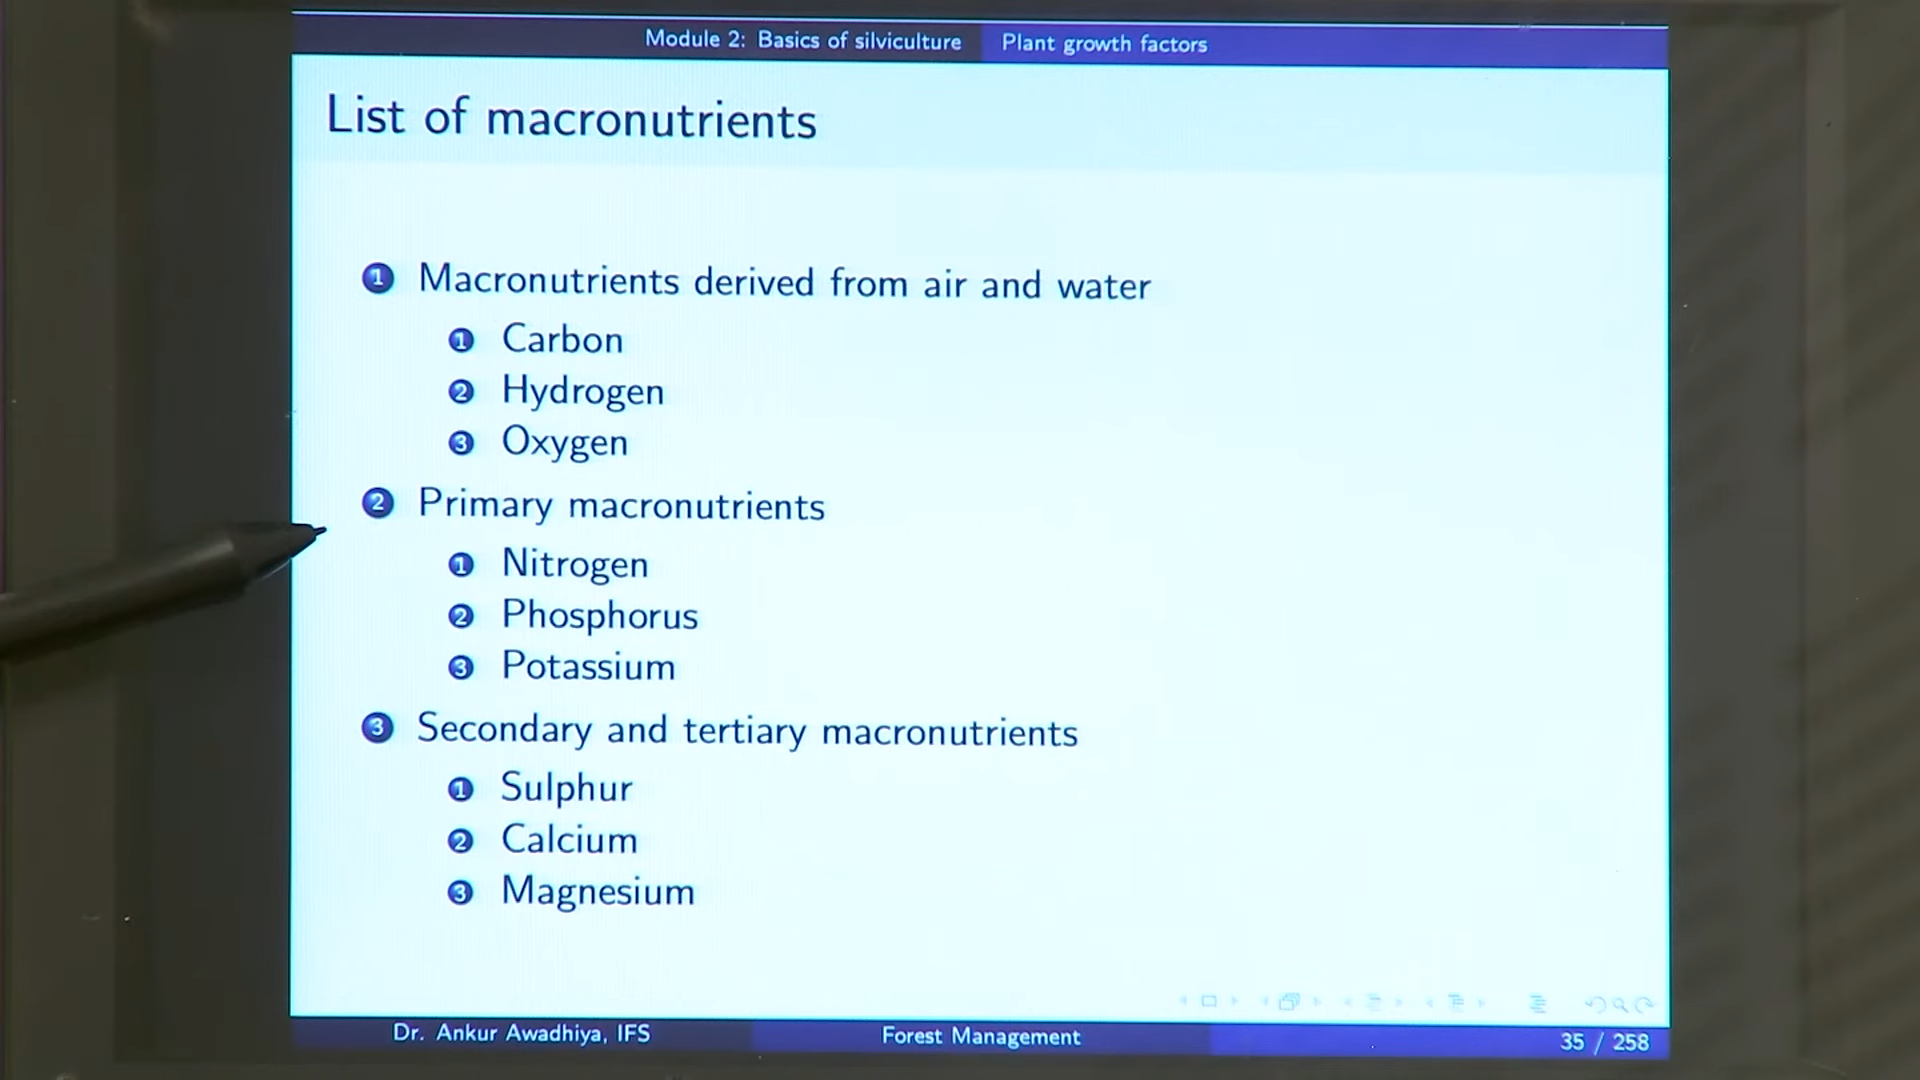 Module 2: Basics of silviculture Plant growth factors
List of macronutrients
1 Macronutrients derived from air and water
1 Carbon
2 Hydrogen
3 Oxygen
2 Primary macronutrients
1 Nitrogen
2 Phosphorus
3 Potassium
3 Secondary and tertiary macronutrients
1 Sulphur
2 Calcium
3 Magnesium
Dr. Ankur Awadhiya, IFS Forest Management 35 / 258